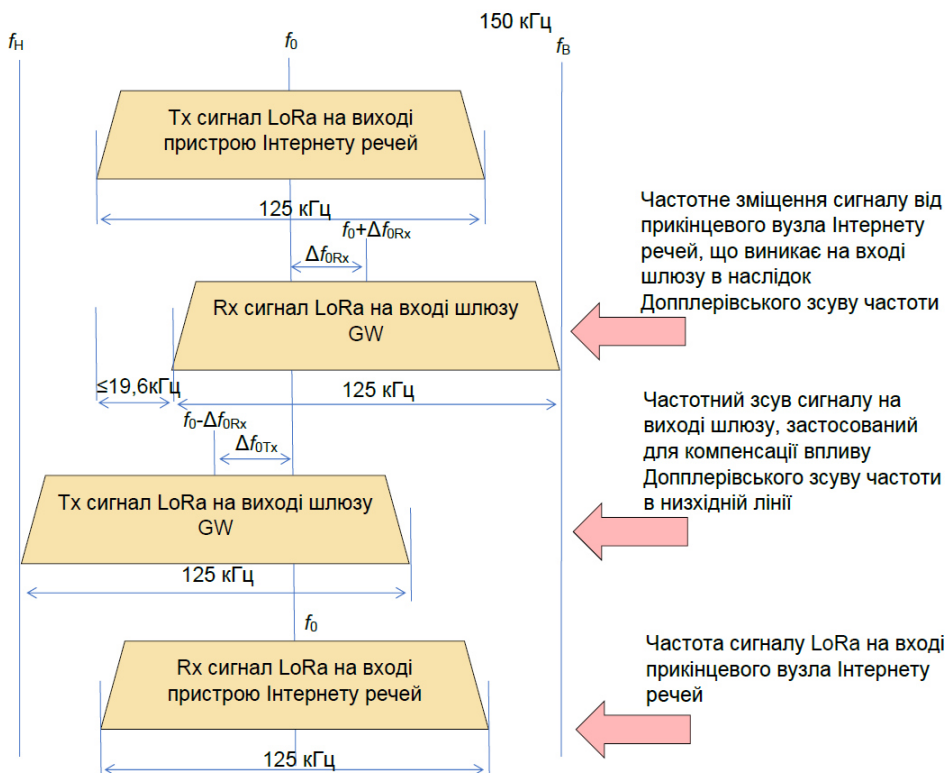 150 кГц
fН
f0
fВ
Тх сигнал LoRa на виході
пристрою Інтернету речей
125 кГц
f0+Δf0Rx
Δf0Rx
Частотне зміщення сигналу від
прикінцевого вузла Інтернету
речей, що виникає на вході
шлюзу в наслідок
Допплерівського зсуву частоти
Rx сигнал LoRa на вході шлюзу
GW
≤19,6кГц
125 кГц
f0-Δf0Rx
Δf0Tx
Частотний зсув сигналу на
виході шлюзу, застосований
для компенсації впливу
Допплерівського зсуву частоти
в низхідній лінії
Тх сигнал LoRa на виході шлюзу
GW
125 кГц
f0
Rx сигнал LoRa на вході
пристрою Інтернету речей
Частота сигналу LoRa на вході
прикінцевого вузла Інтернету
речей
125 кГц